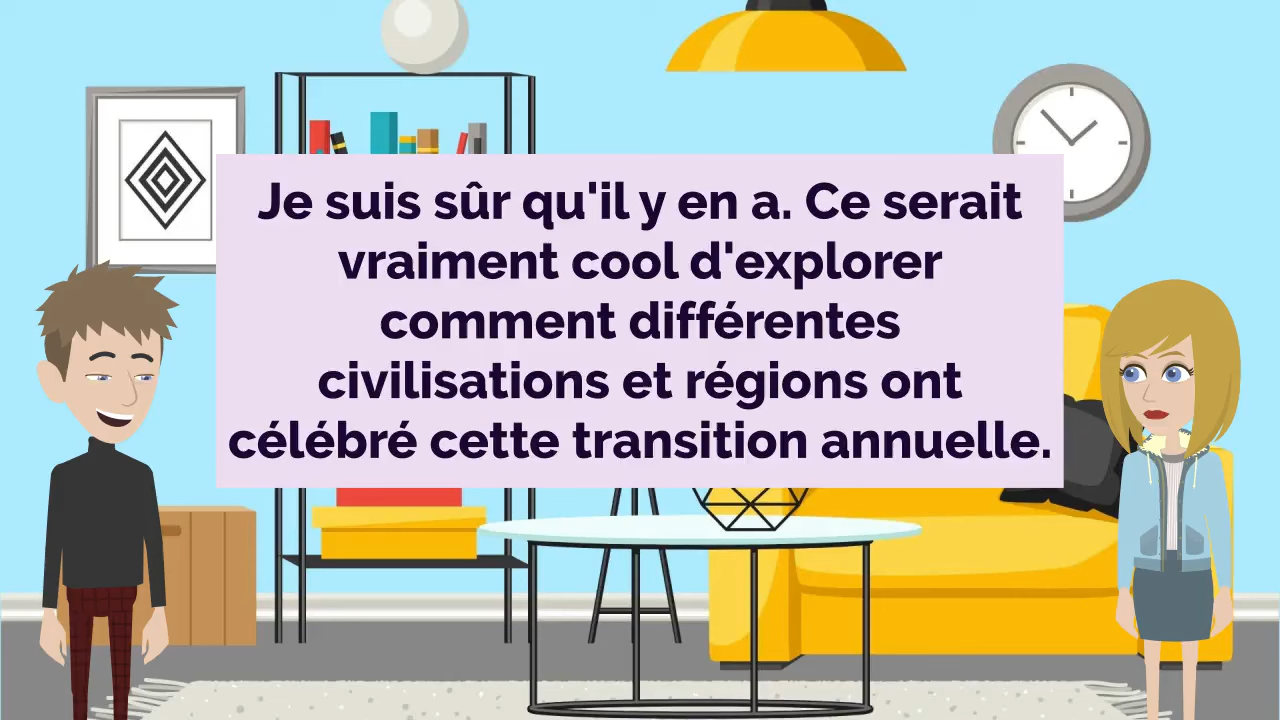 Je suis sûr qu'il y en a. Ce serait
vraiment cool d'explorer
comment différentes
civilisations et régions ont
célébré cette transition annuelle.